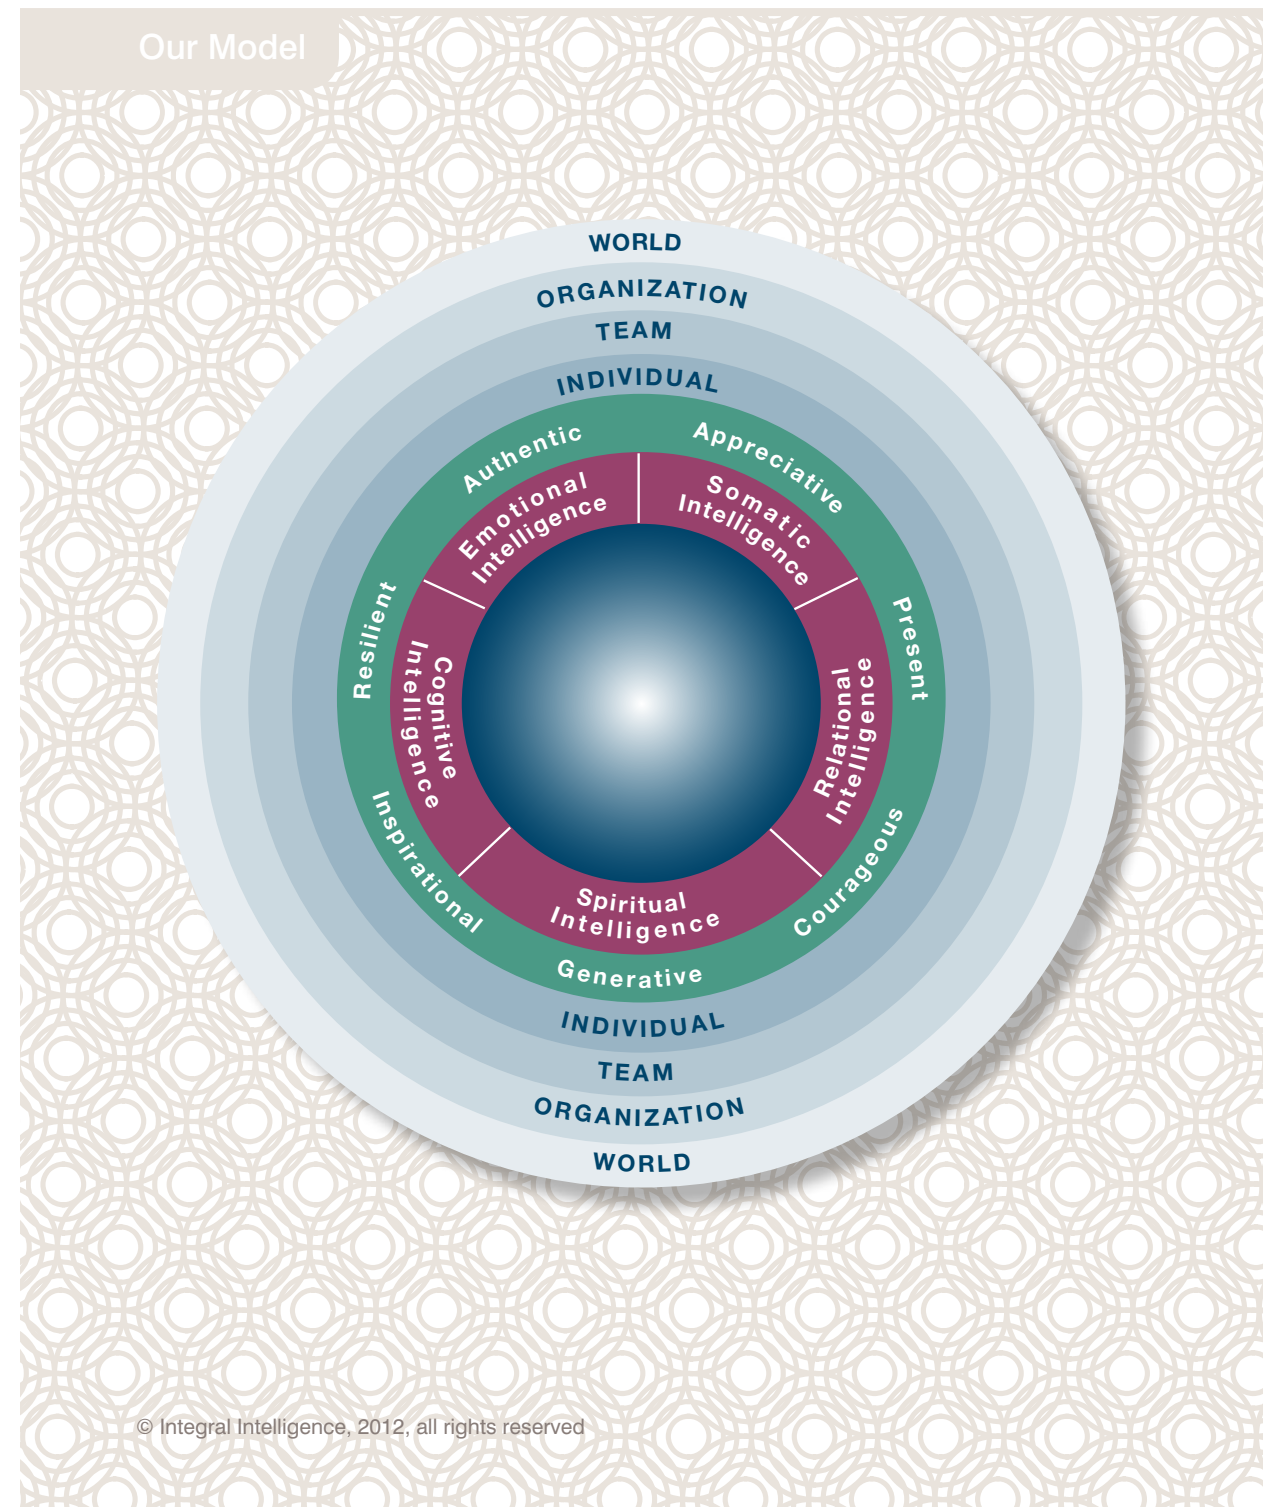 Our Model
WORLD
ORGANIZATION
TEAM
INDIVIDUAL
Authentic
Appreciative
Present
Courageous
Generative
Inspirational
Resilient
Emotional
Intelligence
Somatic
Intelligence
Relational
Intelligence
Spiritual
Intelligence
Cognitive
Intelligence
INDIVIDUAL
TEAM
ORGANIZATION
WORLD
© Integral Intelligence, 2012, all rights reserved